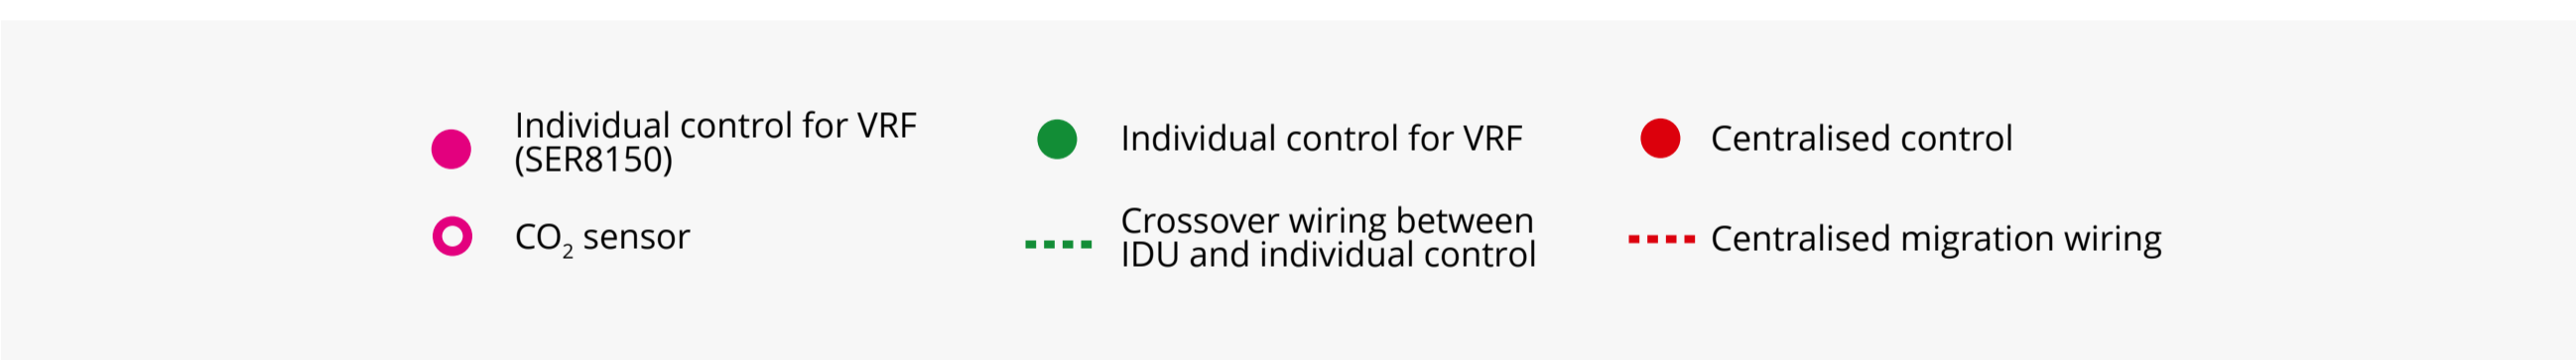 Individual control for VRF
(SER8150)
CO₂ sensor
Individual control for VRF
Crossover wiring between
IDU and individual control
Centralised control
Centralised migration wiring